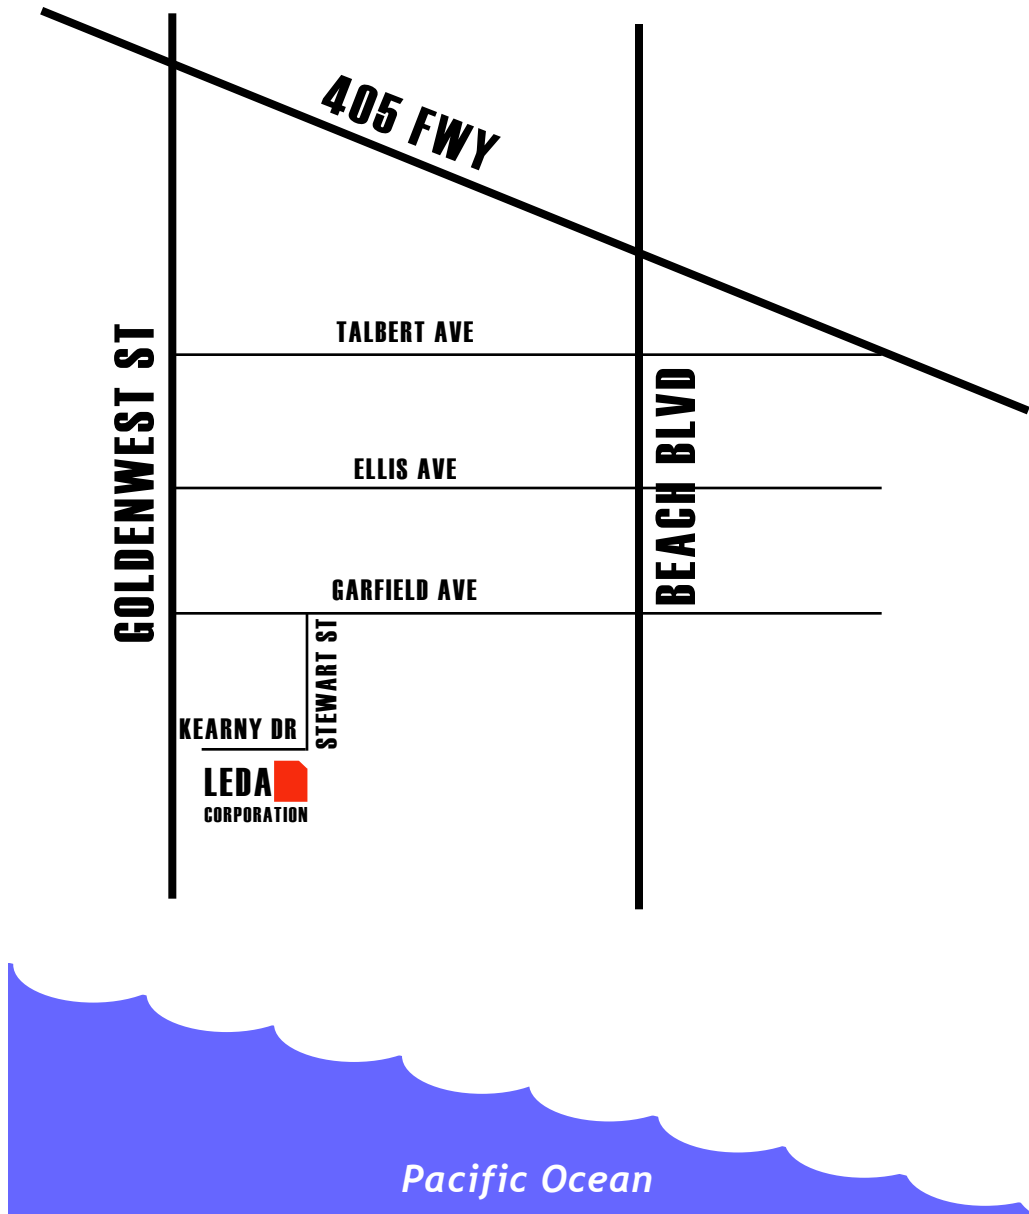 405 FWY
TALBERT AVE
GOLDENWEST ST
BEACH BLVD
ELLIS AVE
GARFIELD AVE
STEWART ST
KEARNY DR
LEDA
CORPORATION
Pacific Ocean